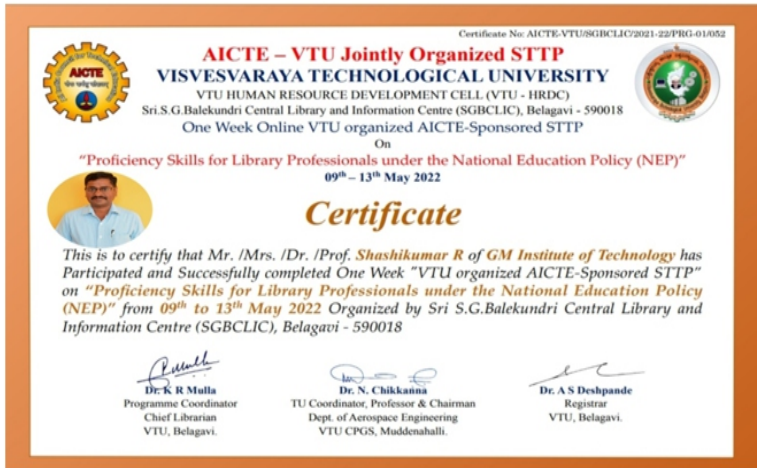 Certificate No: AICTE-VTU/SGBCLIC/2021-22/PRG-01/052
AICTE – VTU Jointly Organized STTP
VISVESVARAYA TECHNOLOGICAL UNIVERSITY
VTU HUMAN RESOURCE DEVELOPMENT CELL (VTU - HRDC)
Sri.S.G.Balekundri Central Library and Information Centre (SGBCLIC), Belagavi - 590018
One Week Online VTU organized AICTE-Sponsored STTP
On
“Proficiency Skills for Library Professionals under the National Education Policy (NEP)”
09th – 13th May 2022
AICTE
Certificate
This is to certify that Mr. /Mrs. /Dr. /Prof. Shashikumar R of GM Institute of Technology has
Participated and Successfully completed One Week "VTU organized AICTE-Sponsored STTP”
on “Proficiency Skills for Library Professionals under the National Education Policy
(NEP)” from 09th to 13th May 2022 Organized by Sri S.G.Balekundri Central Library and
Information Centre (SGBCLIC), Belagavi - 590018
Dr. K R Mulla
Programme Coordinator
Chief Librarian
VTU, Belagavi.
Dr. N. Chikkanna
TU Coordinator, Professor & Chairman
Dept. of Aerospace Engineering
VTU CPGS, Muddenahalli.
Dr. A S Deshpande
Registrar
VTU, Belagavi.